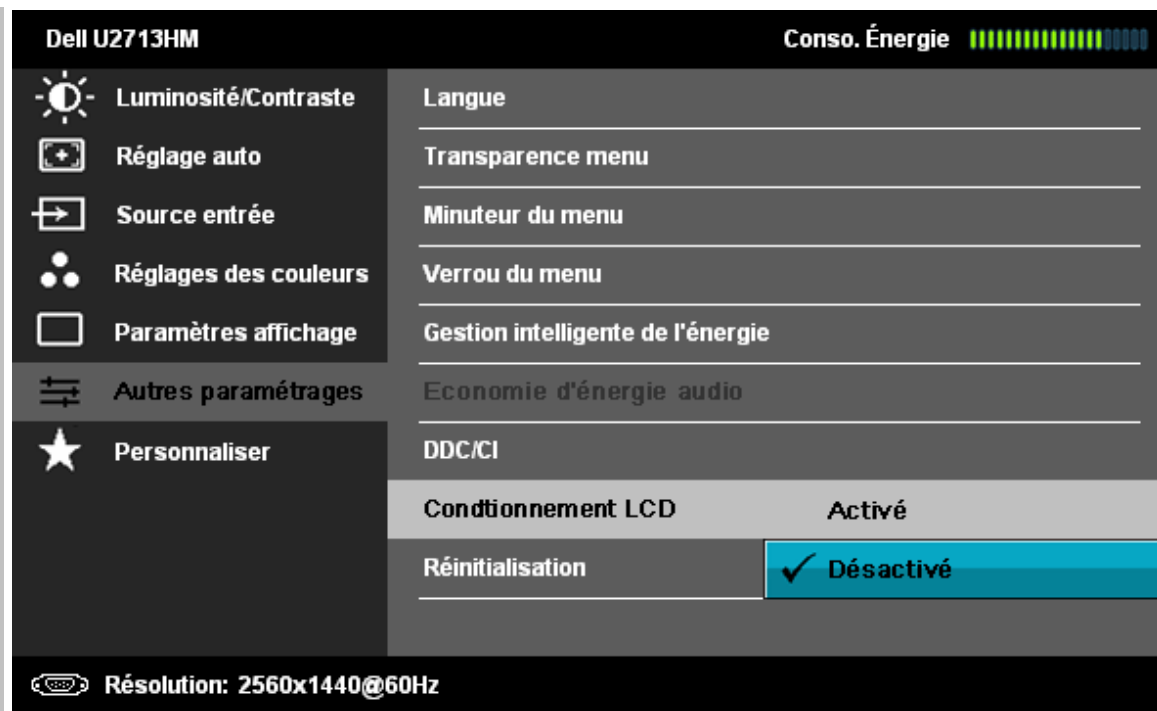 Dell U2713HM Conso. Énergie
Luminosité/Contraste Langue
Réglage auto Transparence menu
Source entrée Minuteur du menu
Réglages des couleurs Verrou du menu
Paramètres affichage Gestion intelligente de l'énergie
Autres paramétrages Economie d'énergie audio
Personnaliser DDC/CI
Condtionnement LCD Activé
Réinitialisation Désactivé
Résolution: 2560x1440@60Hz